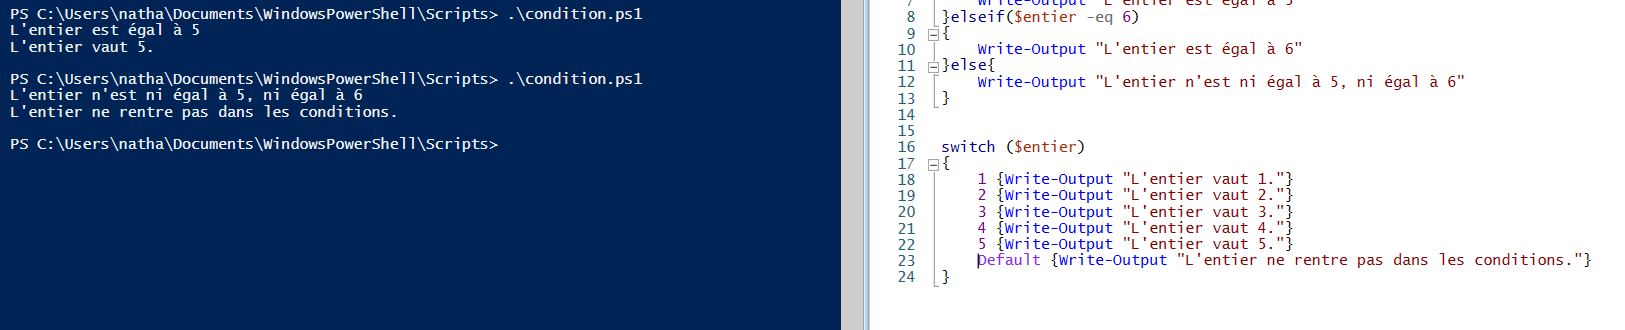 PS C:\Users\natha\Documents\WindowsPowerShell\Scripts> .\condition.ps1
L'entier est égal à 5
L'entier vaut 5.
PS C:\Users\natha\Documents\WindowsPowerShell\Scripts> .\condition.ps1
L'entier n'est ni égal à 5, ni égal à 6
L'entier ne rentre pas dans les conditions.
PS C:\Users\natha\Documents\WindowsPowerShell\Scripts>
7 Write-Output "L'entier est égal à 5"
8 }elseif($entier -eq 6)
9 {
10 Write-Output "L'entier est égal à 6"
11 }else{
12 Write-Output "L'entier n'est ni égal à 5, ni égal à 6"
13 }
14
15
16 switch ($entier)
17 {
18 1 {Write-Output "L'entier vaut 1."}
19 2 {Write-Output "L'entier vaut 2."}
20 3 {Write-Output "L'entier vaut 3."}
21 4 {Write-Output "L'entier vaut 4."}
22 5 {Write-Output "L'entier vaut 5."}
23 Default {Write-Output "L'entier ne rentre pas dans les conditions."}
24 }